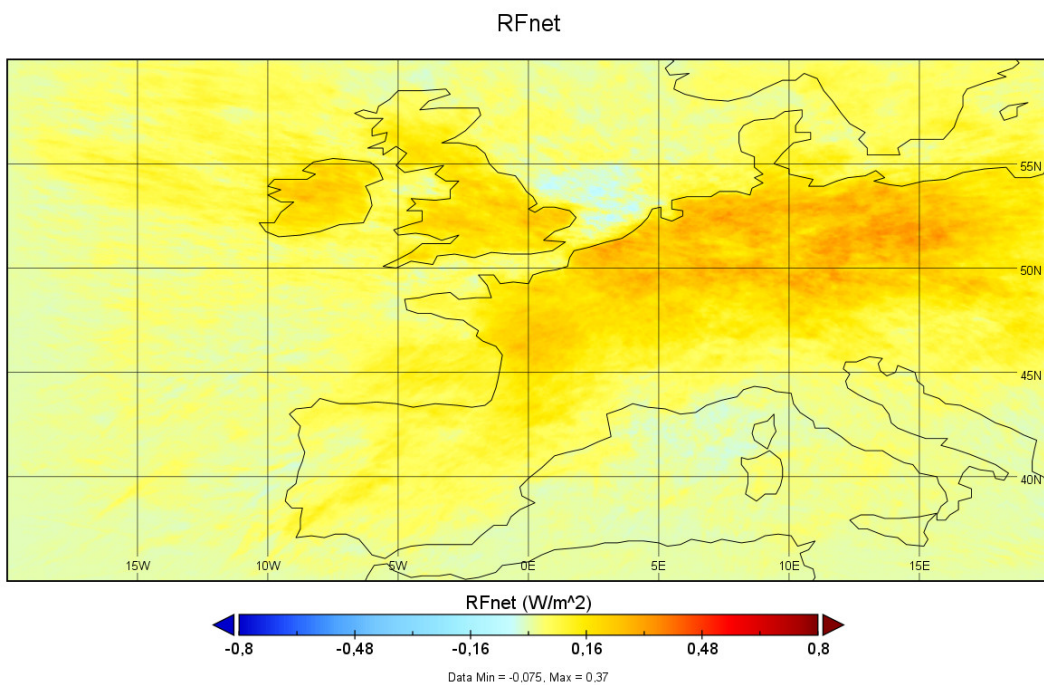 RFnet
55N
50N
45N
40N
15W 10W 5W 0E 5E 10E 15E
RFnet (W/m^2)
-0,8 -0,48 -0,16 0,16 0,48 0,8
Data Min = -0,075, Max = 0,37